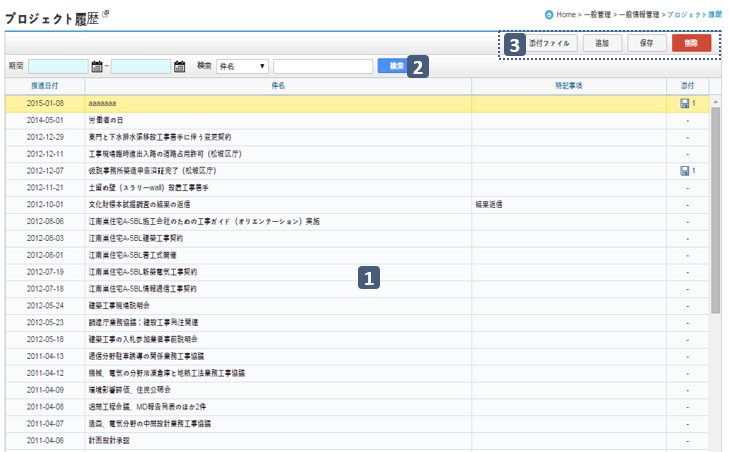 プロジェクト履歴
Home > 一般管理 > 一般情報管理 > プロジェクト履歴
3 添付ファイル 追加 保存 削除
期間 ~ 検索 件名 検索 2
推進日付 件名 特記事項 添付
2015-01-08 aaaaaaa 1
2014-05-01 労働者の日 -
2012-12-29 東門と下水排水渠移設工事着手に伴う変更契約 -
2012-12-11 工事現場臨時進出入路の道路占用許可（松坡区庁） -
2012-12-07 仮設事務所築造申告済証完了（松坡区庁） 1
2012-11-21 土留め壁（スラリーwall）設置工事着手 -
2012-10-01 文化財標本試掘調査の結果の返信 結果返信 -
2012-08-06 江南巣住宅A-5BL施工会社のための工事ガイド（オリエンテーション）実施 -
2012-08-03 江南巣住宅A-5BL建築工事契約 -
2012-08-01 江南巣住宅A-5BL着工式開催 -
2012-07-19 江南巣住宅A-5BL新築電気工事契約 -
2012-07-18 江南巣住宅A-5BL情報通信工事契約 -
1
2012-05-24 建築工事現場説明会 -
2012-05-23 調達庁業務協議：建設工事発注関連 -
2012-05-18 建築工事の入札参加業者事前説明会 -
2011-04-13 通信分野駐車誘導の関係業務工事協議 -
2011-04-12 機械、電気の分野冷凍倉庫と地熱工法業務工事協議 -
2011-04-09 環境影響評価、住民公聴会 -
2011-04-08 週間工程会議、MD報告発表のほか2件 -
2011-04-07 造園、電気分野の中間設計業務工事協議 -
2011-04-06 計画設計承認 -